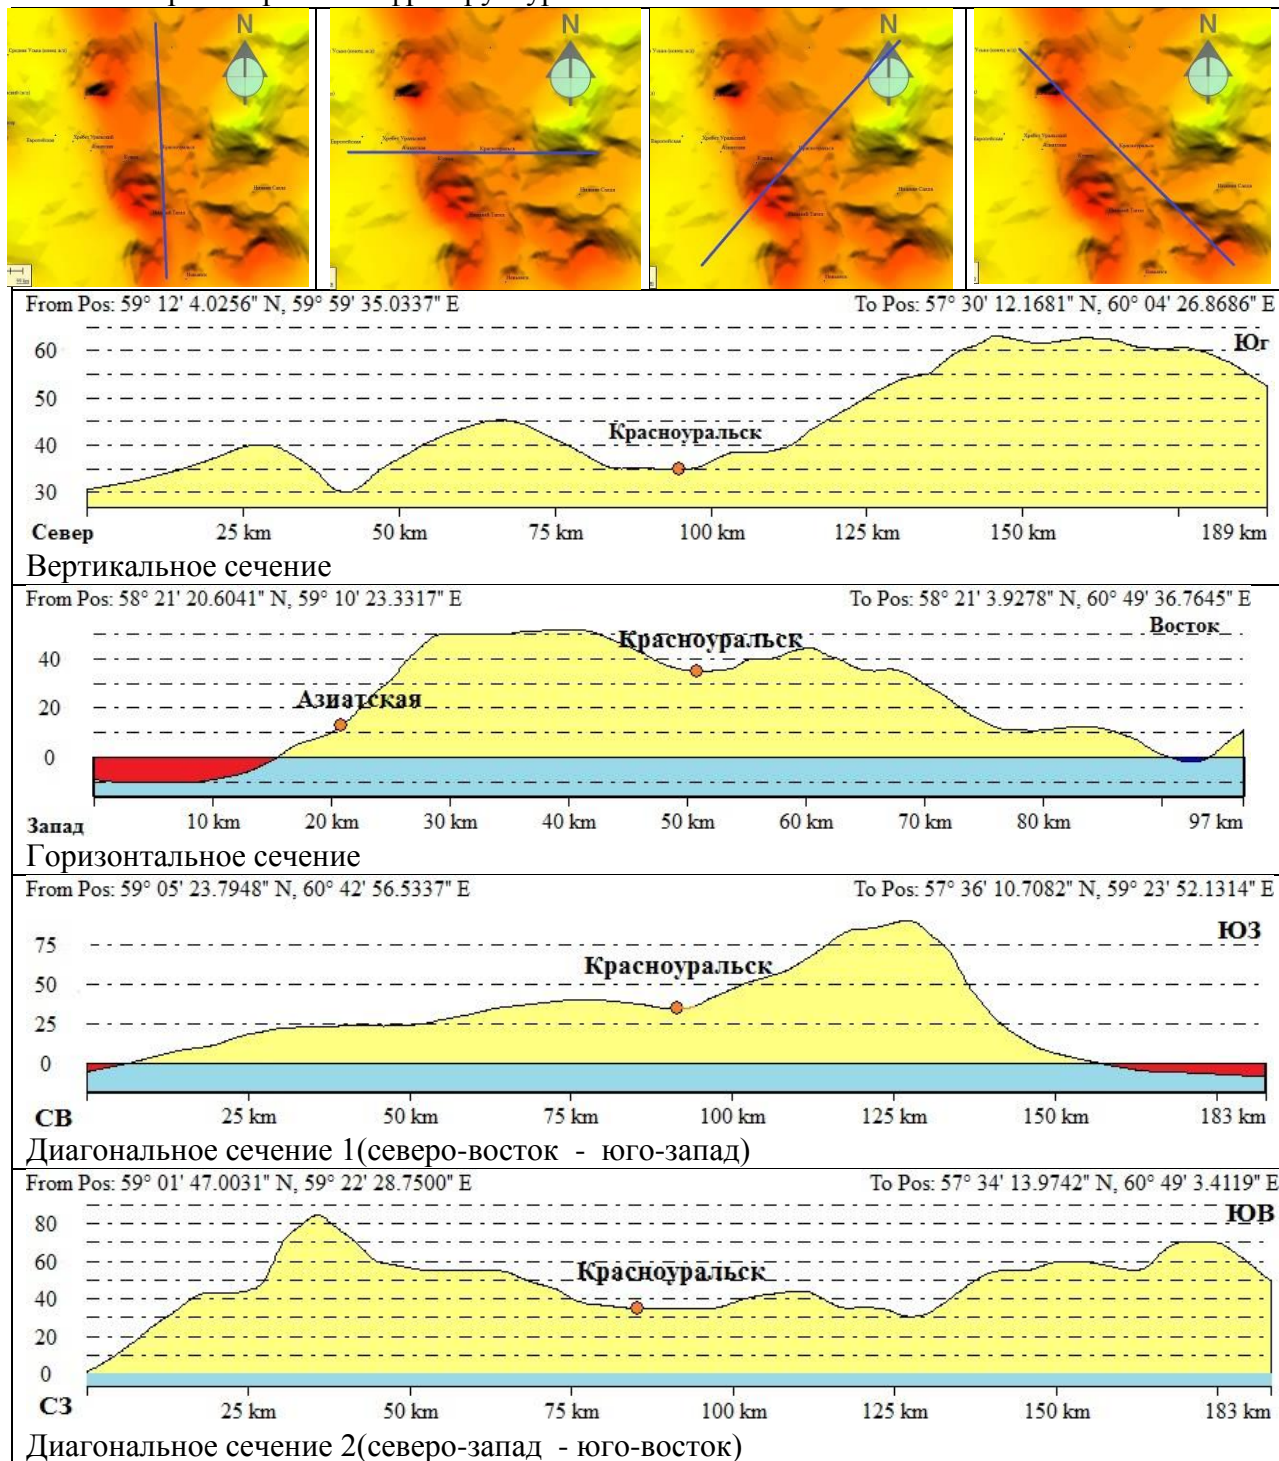 N
N
N
N
From Pos: 59° 12' 4.0256" N, 59° 59' 35.0337" E
To Pos: 57° 30' 12.1681" N, 60° 04' 26.8686" E
60
Юг
50
Красноуральск
40
30
Север
25 km
50 km
75 km
100 km
125 km
150 km
189 km
Вертикальное сечение
From Pos: 58° 21' 20.6041" N, 59° 10' 23.3317" E
To Pos: 58° 21' 3.9278" N, 60° 49' 36.7645" E
Восток
Красноуральск
40
Азиатская
20
0
Запад
10 km
20 km
30 km
40 km
50 km
60 km
70 km
80 km
97 km
Горизонтальное сечение
From Pos: 59° 05' 23.7948" N, 60° 42' 56.5337" E
To Pos: 57° 36' 10.7082" N, 59° 23' 52.1314" E
75
ЮЗ
Красноуральск
50
25
0
СВ
25 km
50 km
75 km
100 km
125 km
150 km
183 km
Диагональное сечение 1(северо-восток - юго-запад)
From Pos: 59° 01' 47.0031" N, 59° 22' 28.7500" E
To Pos: 57° 34' 13.9742" N, 60° 49' 3.4119" E
80
ЮВ
60
Красноуральск
40
20
0
СЗ
25 km
50 km
75 km
100 km
125 km
150 km
183 km
Диагональное сечение 2(северо-запад - юго-восток)